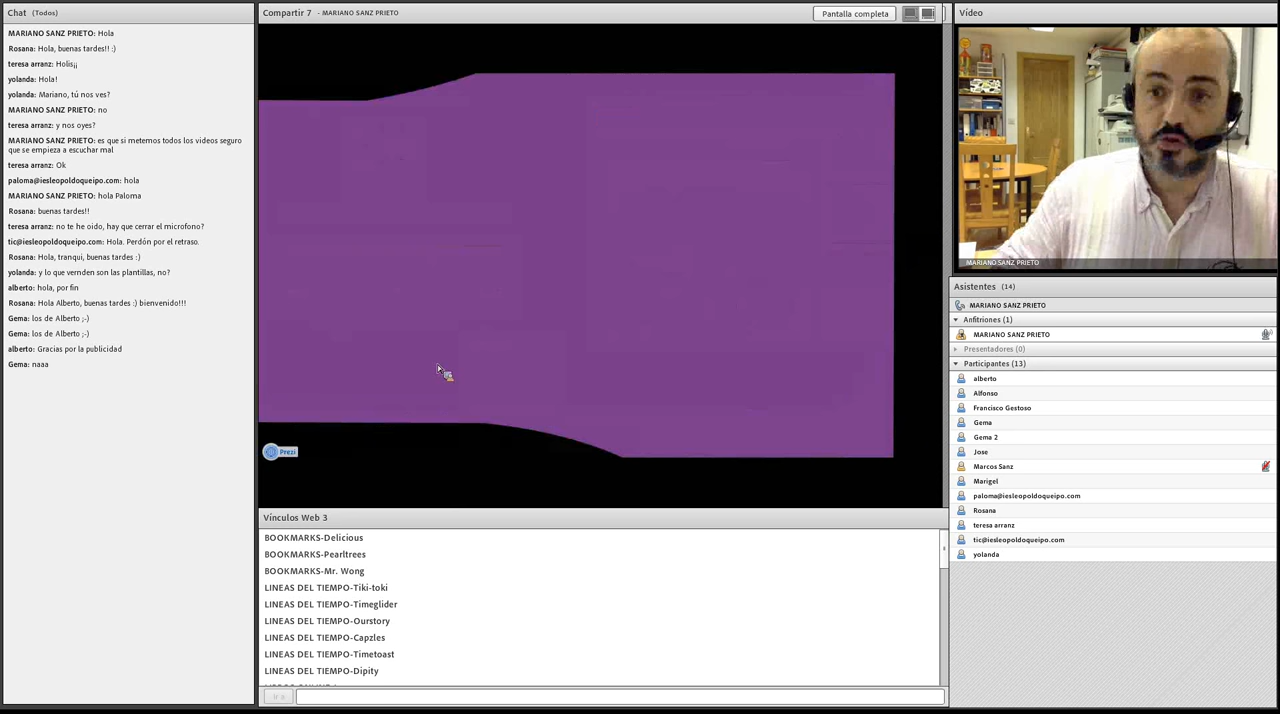 Chat (Todos)
MARIANO SANZ PRIETO: Hola
Rosana: Hola, buenas tardes!! :)
teresa arranz: Holis¡¡
yolanda: Hola!
yolanda: Mariano, tú nos ves?
MARIANO SANZ PRIETO: no
teresa arranz: y nos oyes?
MARIANO SANZ PRIETO: es que si metemos todos los videos seguro
que se empieza a escuchar mal
teresa arranz: Ok
paloma@iesleopoldoqueipo.com: hola
MARIANO SANZ PRIETO: hola Paloma
Rosana: buenas tardes!!
teresa arranz: no te he oido, hay que cerrar el microfono?
tic@iesleopoldoqueipo.com: Hola. Perdón por el retraso.
Rosana: Hola, tranqui, buenas tardes :)
yolanda: y lo que vernden son las plantillas, no?
alberto: hola, por fin
Rosana: Hola Alberto, buenas tardes :) bienvenido!!!
Gema: los de Alberto ;-)
Gema: los de Alberto ;-)
alberto: Gracias por la publicidad
Gema: naaa
Compartir 7 - MARIANO SANZ PRIETO
Pantalla completa
Prezi
Vínculos Web 3
BOOKMARKS-Delicious
BOOKMARKS-Pearltrees
BOOKMARKS-Mr. Wong
LINEAS DEL TIEMPO-Tiki-toki
LINEAS DEL TIEMPO-Timeglider
LINEAS DEL TIEMPO-Ourstory
LINEAS DEL TIEMPO-Capzles
LINEAS DEL TIEMPO-Timetoast
LINEAS DEL TIEMPO-Dipity
Vídeo
MARIANO SANZ PRIETO
Asistentes (14)
MARIANO SANZ PRIETO
Anfitriones (1)
MARIANO SANZ PRIETO
Presentadores (0)
Participantes (13)
alberto
Alfonso
Francisco Gestoso
Gema
Gema 2
Jose
Marcos Sanz
Marigel
paloma@iesleopoldoqueipo.com
Rosana
teresa arranz
tic@iesleopoldoqueipo.com
yolanda